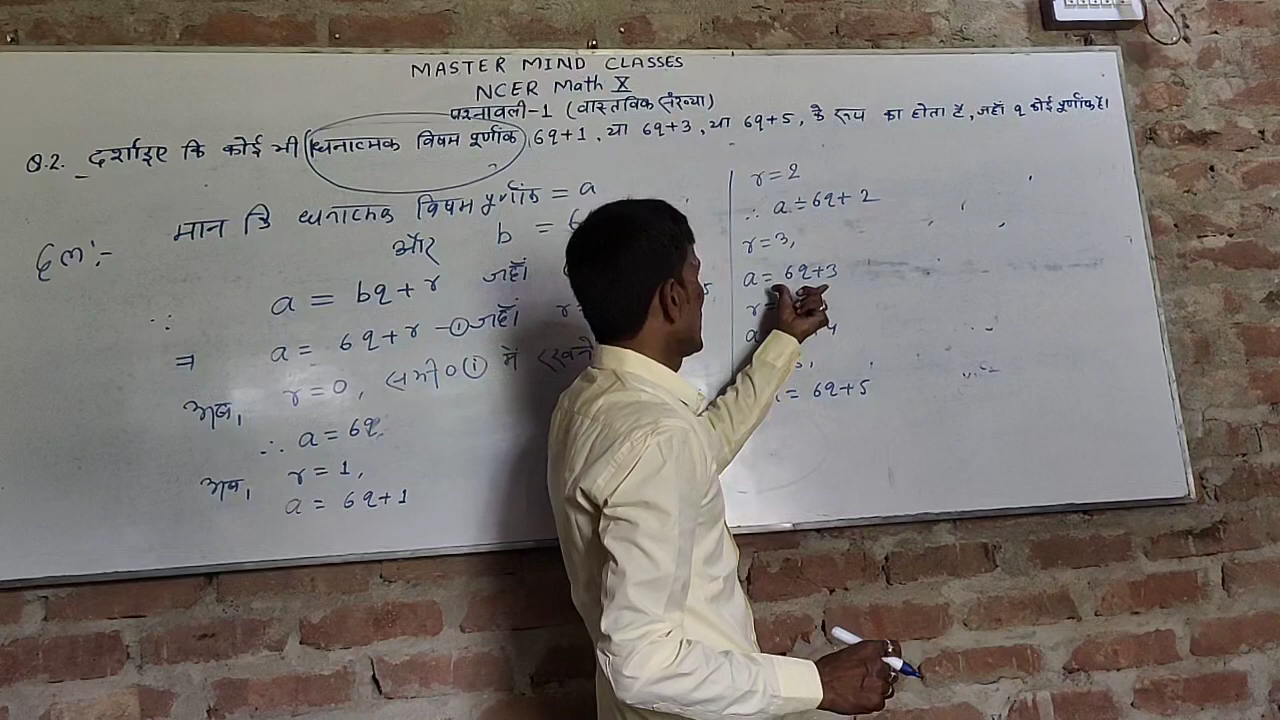 MASTER MIND CLASSES
NCER Math X
प्रश्नावली-1 (वास्तविक संख्या)
Q.2. दर्शाइए कि कोई भी धनात्मक विषम पूर्णांक, 6q+1, या 6q+3, या 6q+5, के रूप का होता है, जहाँ q कोई पूर्णांक है।
हल:- मान कि धनात्मक विषम पूर्णांक = a
और b = 6
∴ a = bq + r जहाँ
⇒ a = 6q + r - ① जहाँ r =
अब, r = 0, समी० ① में रखने
∴ a = 6q
अब, r = 1,
a = 6q+1
r = 2
∴ a = 6q + 2
r = 3,
a = 6q+3
r =
a
a = 6q+5